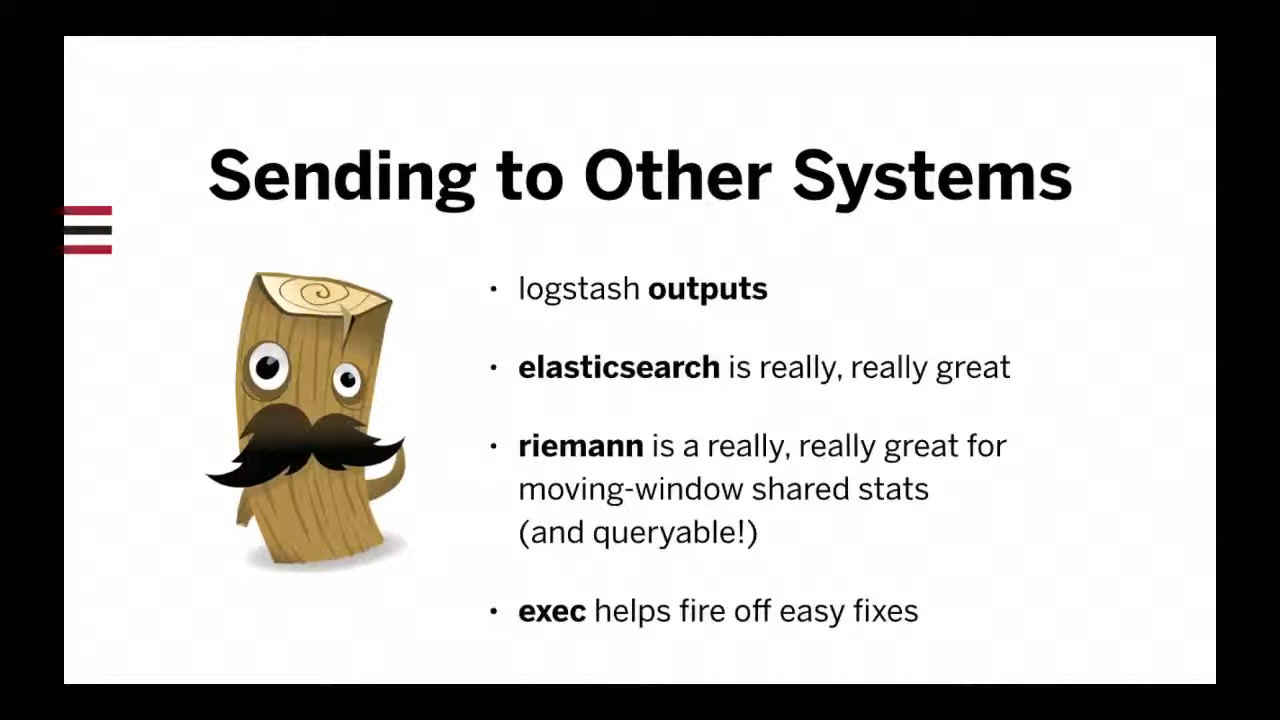 Sending to Other Systems
• logstash outputs
• elasticsearch is really, really great
• riemann is a really, really great for
moving-window shared stats
(and queryable!)
• exec helps fire off easy fixes